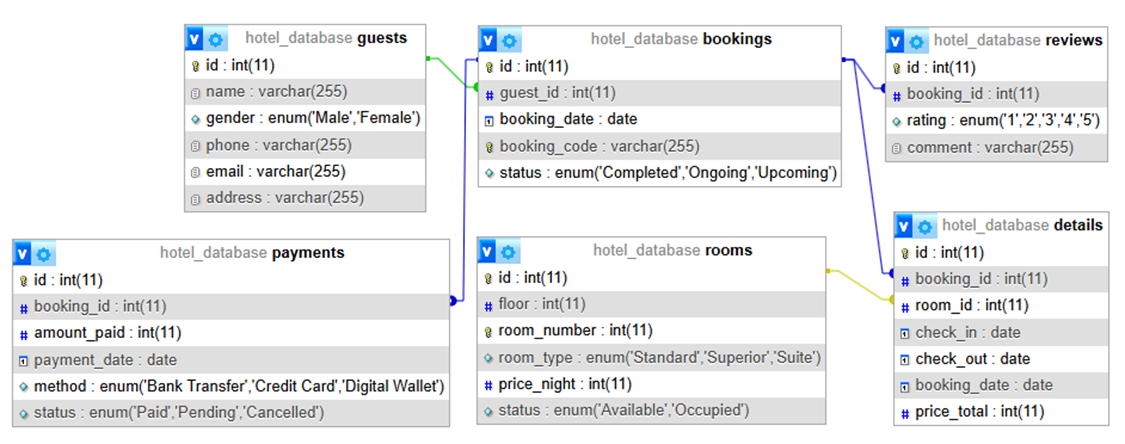 hotel_database guests
id : int(11)
name : varchar(255)
gender : enum('Male','Female')
phone : varchar(255)
email : varchar(255)
address : varchar(255)
hotel_database bookings
id : int(11)
guest_id : int(11)
booking_date : date
booking_code : varchar(255)
status : enum('Completed','Ongoing','Upcoming')
hotel_database reviews
id : int(11)
booking_id : int(11)
rating : enum('1','2','3','4','5')
comment : varchar(255)
hotel_database payments
id : int(11)
booking_id : int(11)
amount_paid : int(11)
payment_date : date
method : enum('Bank Transfer','Credit Card','Digital Wallet')
status : enum('Paid','Pending','Cancelled')
hotel_database rooms
id : int(11)
floor : int(11)
room_number : int(11)
room_type : enum('Standard','Superior','Suite')
price_night : int(11)
status : enum('Available','Occupied')
hotel_database details
id : int(11)
booking_id : int(11)
room_id : int(11)
check_in : date
check_out : date
booking_date : date
price_total : int(11)